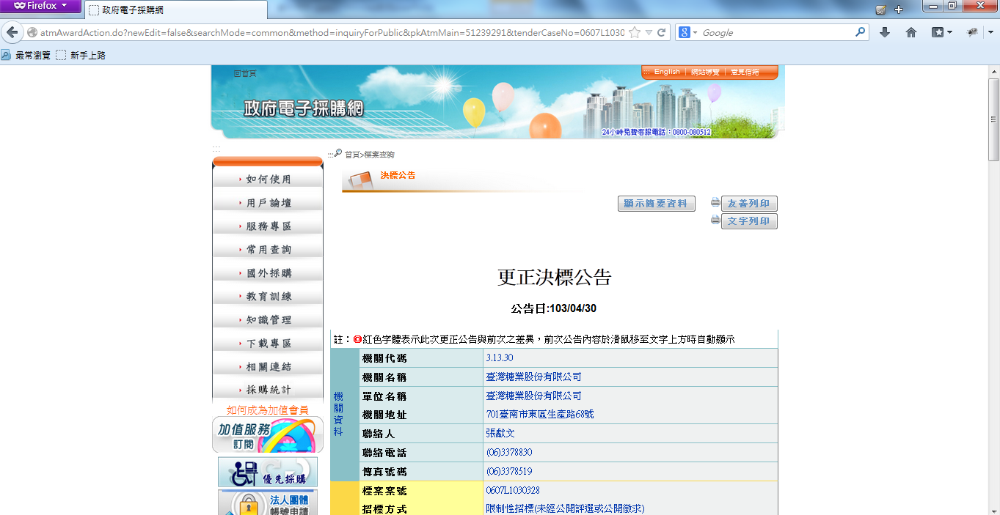 Firefox
政府電子採購網
atmAwardAction.do?newEdit=false&searchMode=common&method=inquiryForPublic&pkAtmMain=51239291&tenderCaseNo=0607L1030
Google
最常瀏覽 新手上路
回首頁
::: English | 網站導覽 | 意見信箱
政府電子採購網
24小時免費客服電話：0800-080512
:::
:::首頁>標案查詢
決標公告
顯示簡要資料
友善列印
文字列印
如何使用
用戶論壇
服務專區
常用查詢
國外採購
教育訓練
知識管理
下載專區
相關連結
採購統計
如何成為加值會員
加值服務
訂閱
優先採購
法人團體
帳號申請
更正決標公告
公告日:103/04/30
註：◎紅色字體表示此次更正公告與前次之差異，前次公告內容於滑鼠移至文字上方時自動顯示
機關資料
機關代碼 3.13.30
機關名稱 臺灣糖業股份有限公司
單位名稱 臺灣糖業股份有限公司
機關地址 701臺南市東區生產路68號
聯絡人 張獻文
聯絡電話 (06)3378830
傳真號碼 (06)3378519
標案案號 0607L1030328
招標方式 限制性招標(未經公開評選或公開徵求)